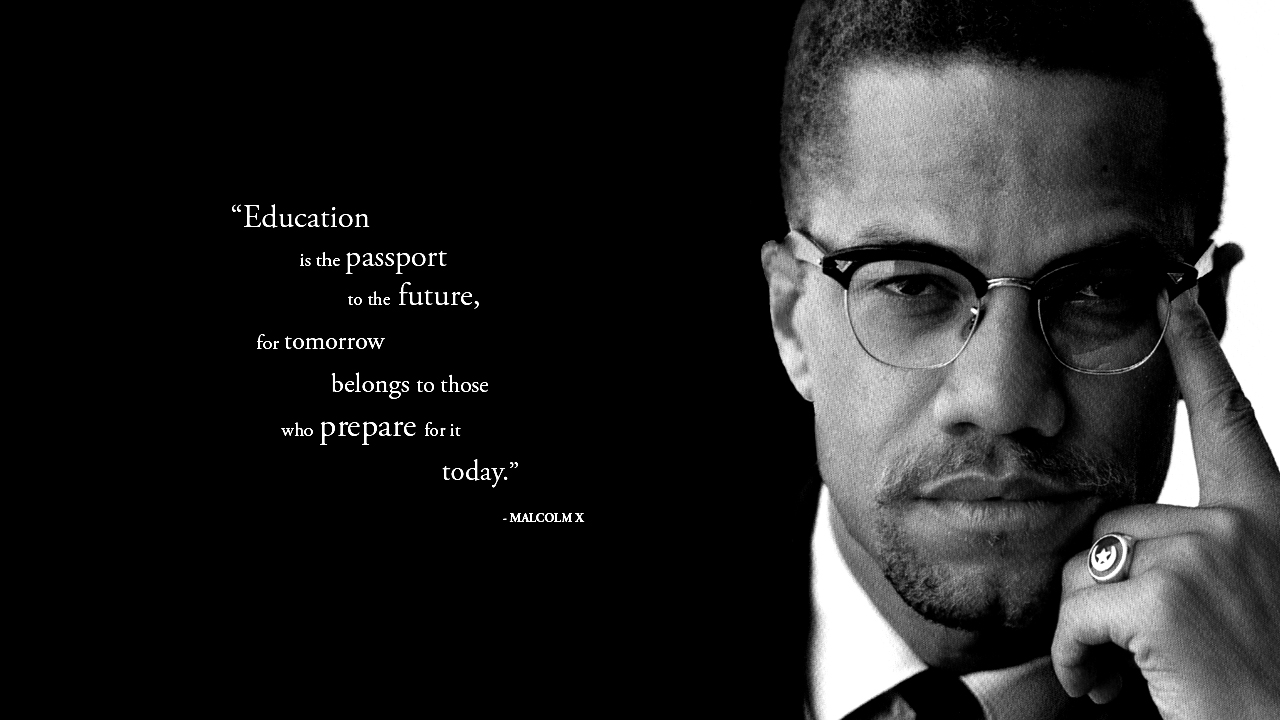 “Education
is the passport
to the future,
for tomorrow
belongs to those
who prepare for it
today.”
- MALCOLM X